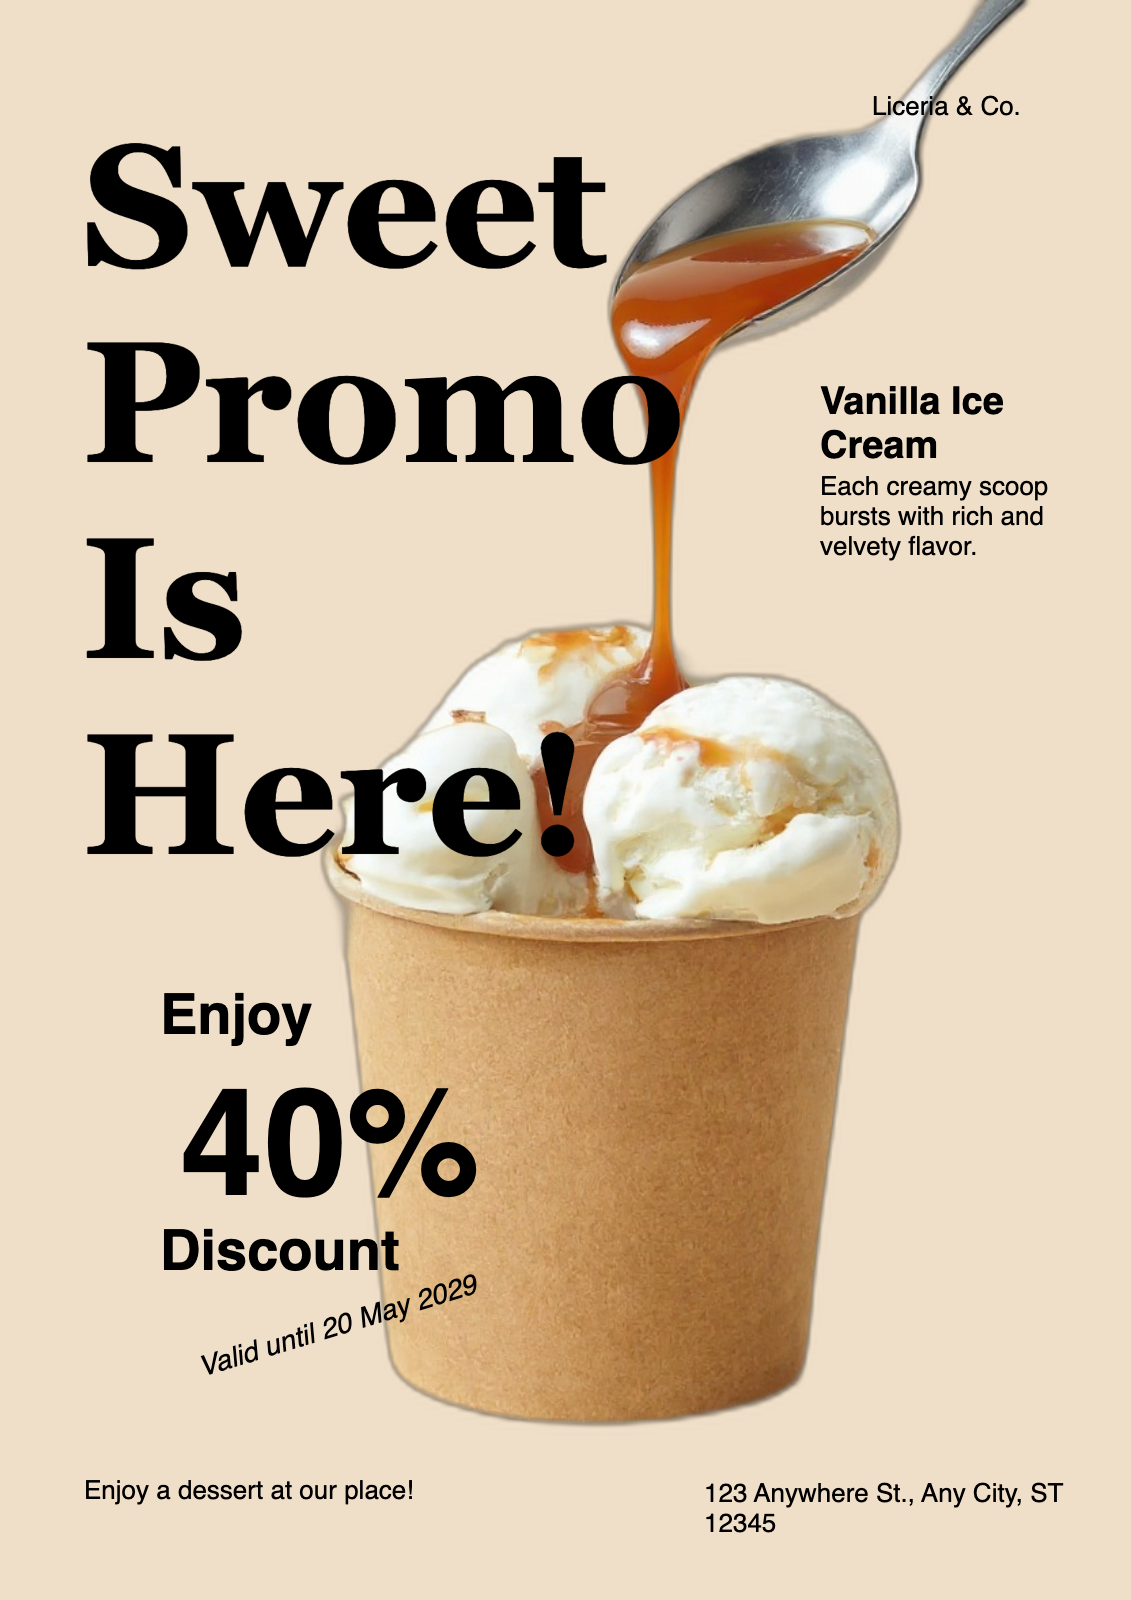 Liceria & Co.
Sweet
Promo
Is
Here!
Vanilla Ice
Cream
Each creamy scoop
bursts with rich and
velvety flavor.
Enjoy
40%
Discount
Valid until 20 May 2029
Enjoy a dessert at our place!
123 Anywhere St., Any City, ST
12345